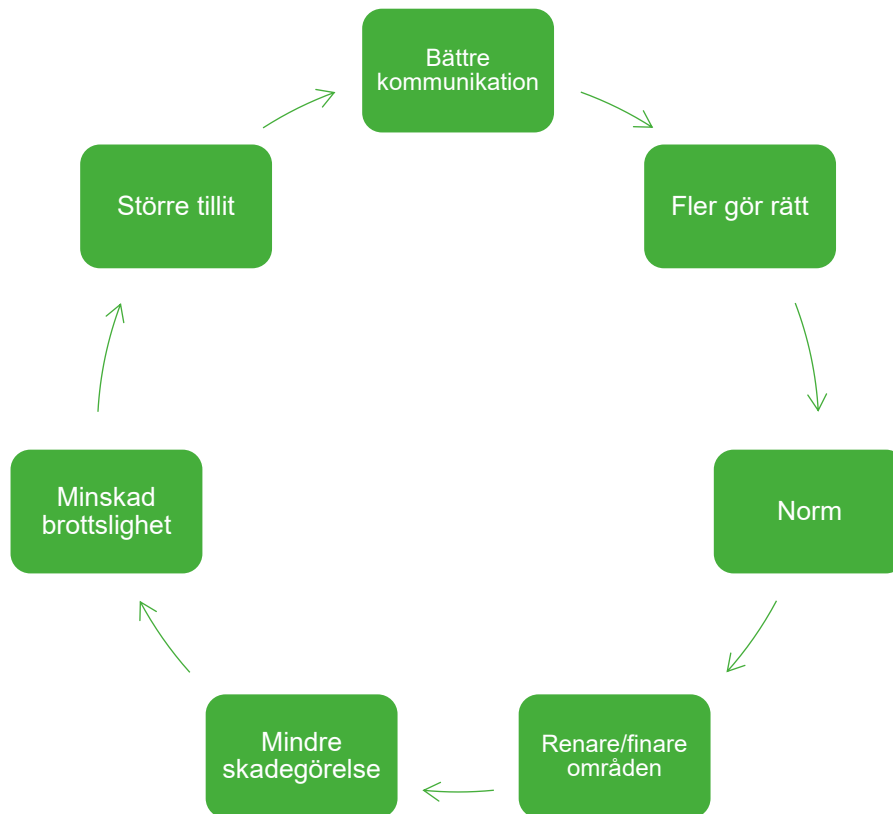 Bättre
kommunikation
Fler gör rätt
Norm
Renare/finare
områden
Mindre
skadegörelse
Minskad
brottslighet
Större tillit